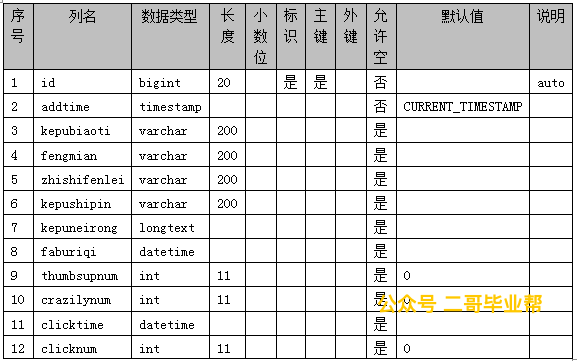 序号 列名 数据类型 长度 小数位 标识 主键 外键 允许空 默认值 说明
1 id bigint 20 是 是 否 auto
2 addtime timestamp 否 CURRENT_TIMESTAMP
3 kepubiaoti varchar 200 是
4 fengmian varchar 200 是
5 zhishifenlei varchar 200 是
6 kepushipin varchar 200 是
7 kepuneirong longtext 是
8 faburiqi datetime 是
9 thumbsupnum int 11 是 0
10 crazilynum int 11 是 0
公众号 二哥毕业帮
11 clicktime datetime 是
12 clicknum int 11 是 0